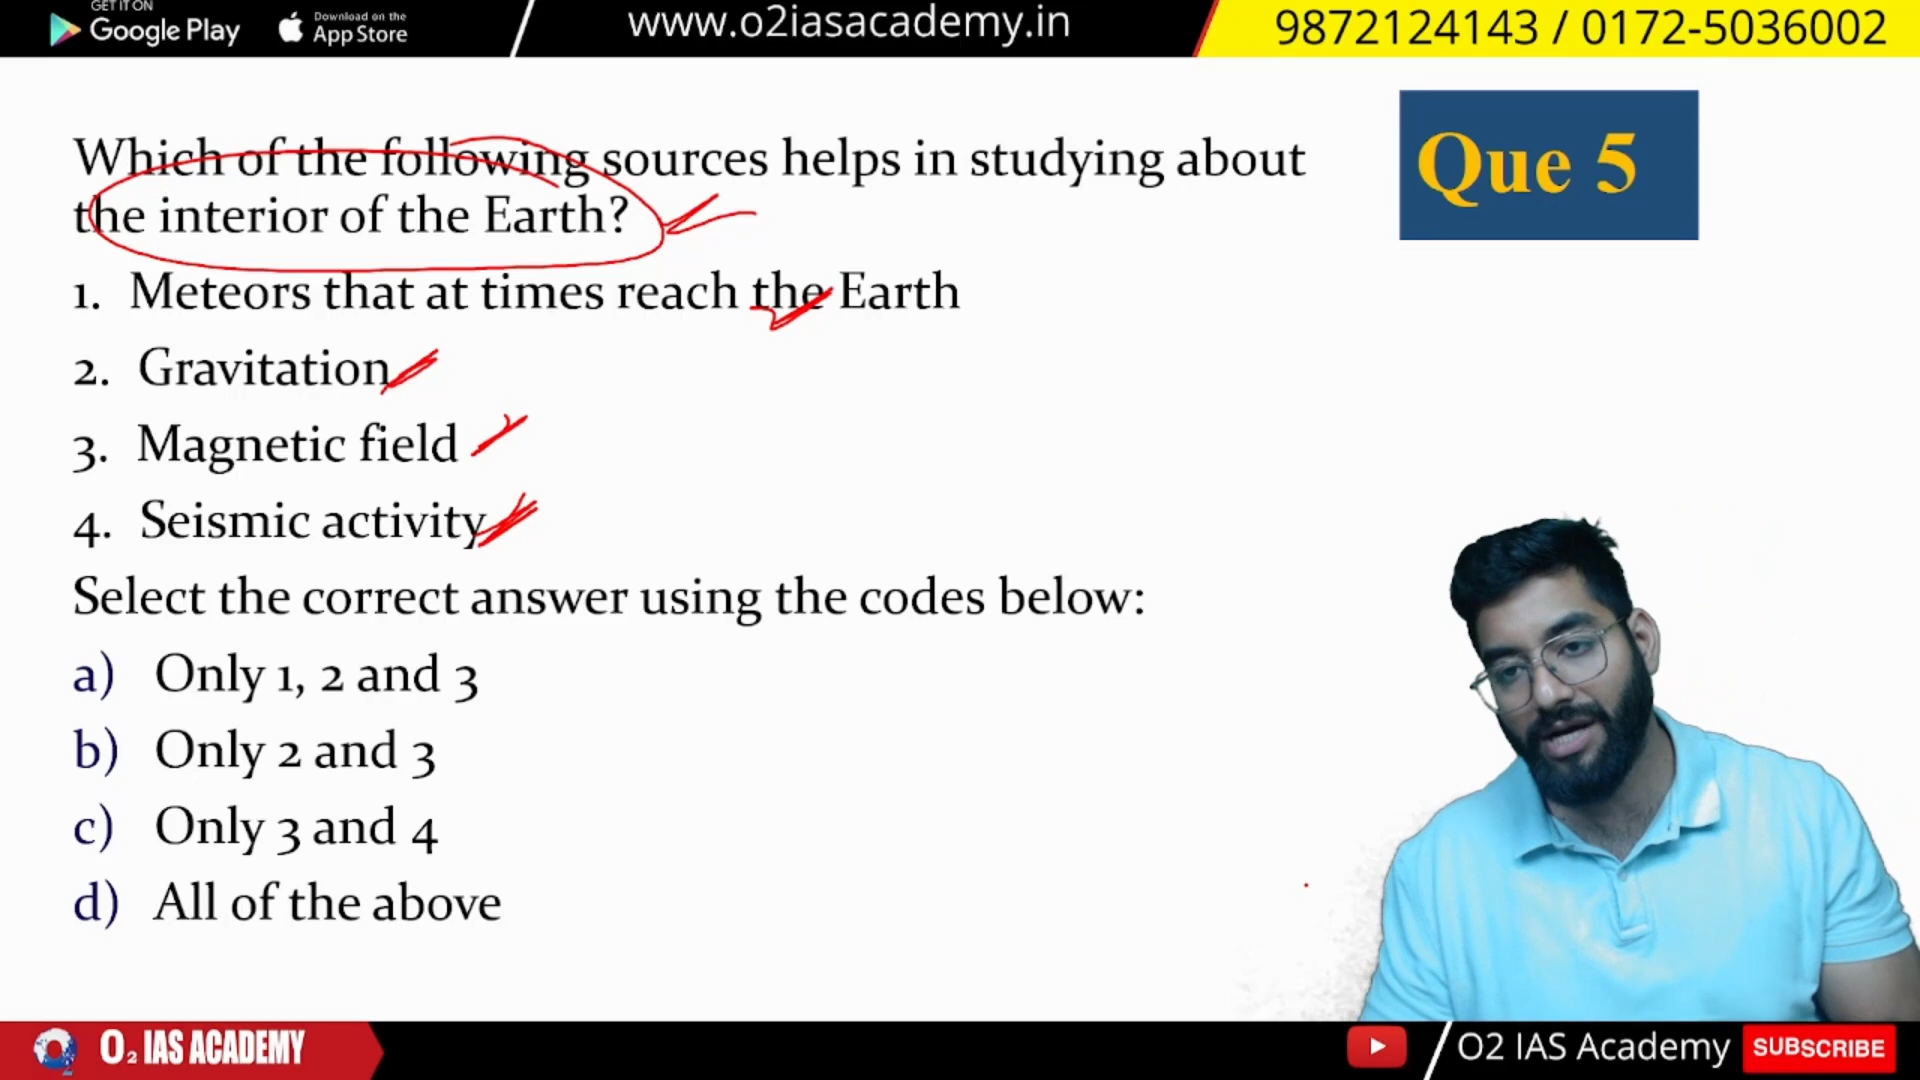 GET IT ON
Google Play
Download on the
App Store
www.o2iasacademy.in
9872124143 / 0172-5036002
Que 5
Which of the following sources helps in studying about
the interior of the Earth?
1. Meteors that at times reach the Earth
2. Gravitation
3. Magnetic field
4. Seismic activity
Select the correct answer using the codes below:
a) Only 1, 2 and 3
b) Only 2 and 3
c) Only 3 and 4
d) All of the above
O2 IAS ACADEMY
O2 IAS Academy
SUBSCRIBE